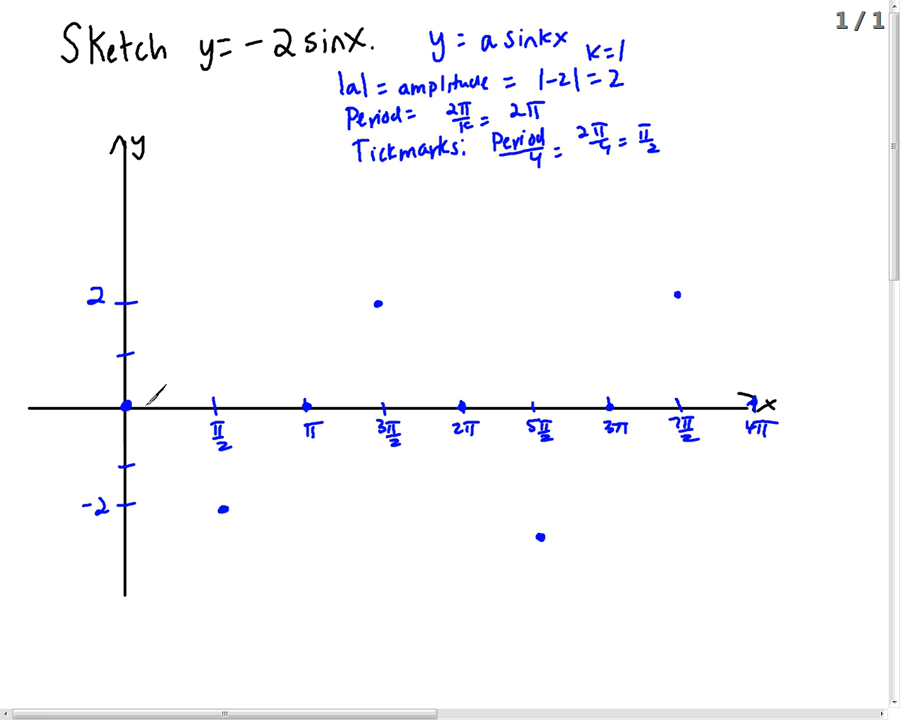 1 / 1
Sketch y = -2 sinx.
y = a sinkx
k=1
|a| = amplitude = |-2| = 2
Period = 2π/k = 2π
Tickmarks: Period/4 = 2π/4 = π/2
y
2
x
π/2 π 3π/2 2π 5π/2 3π 7π/2 4π
-2